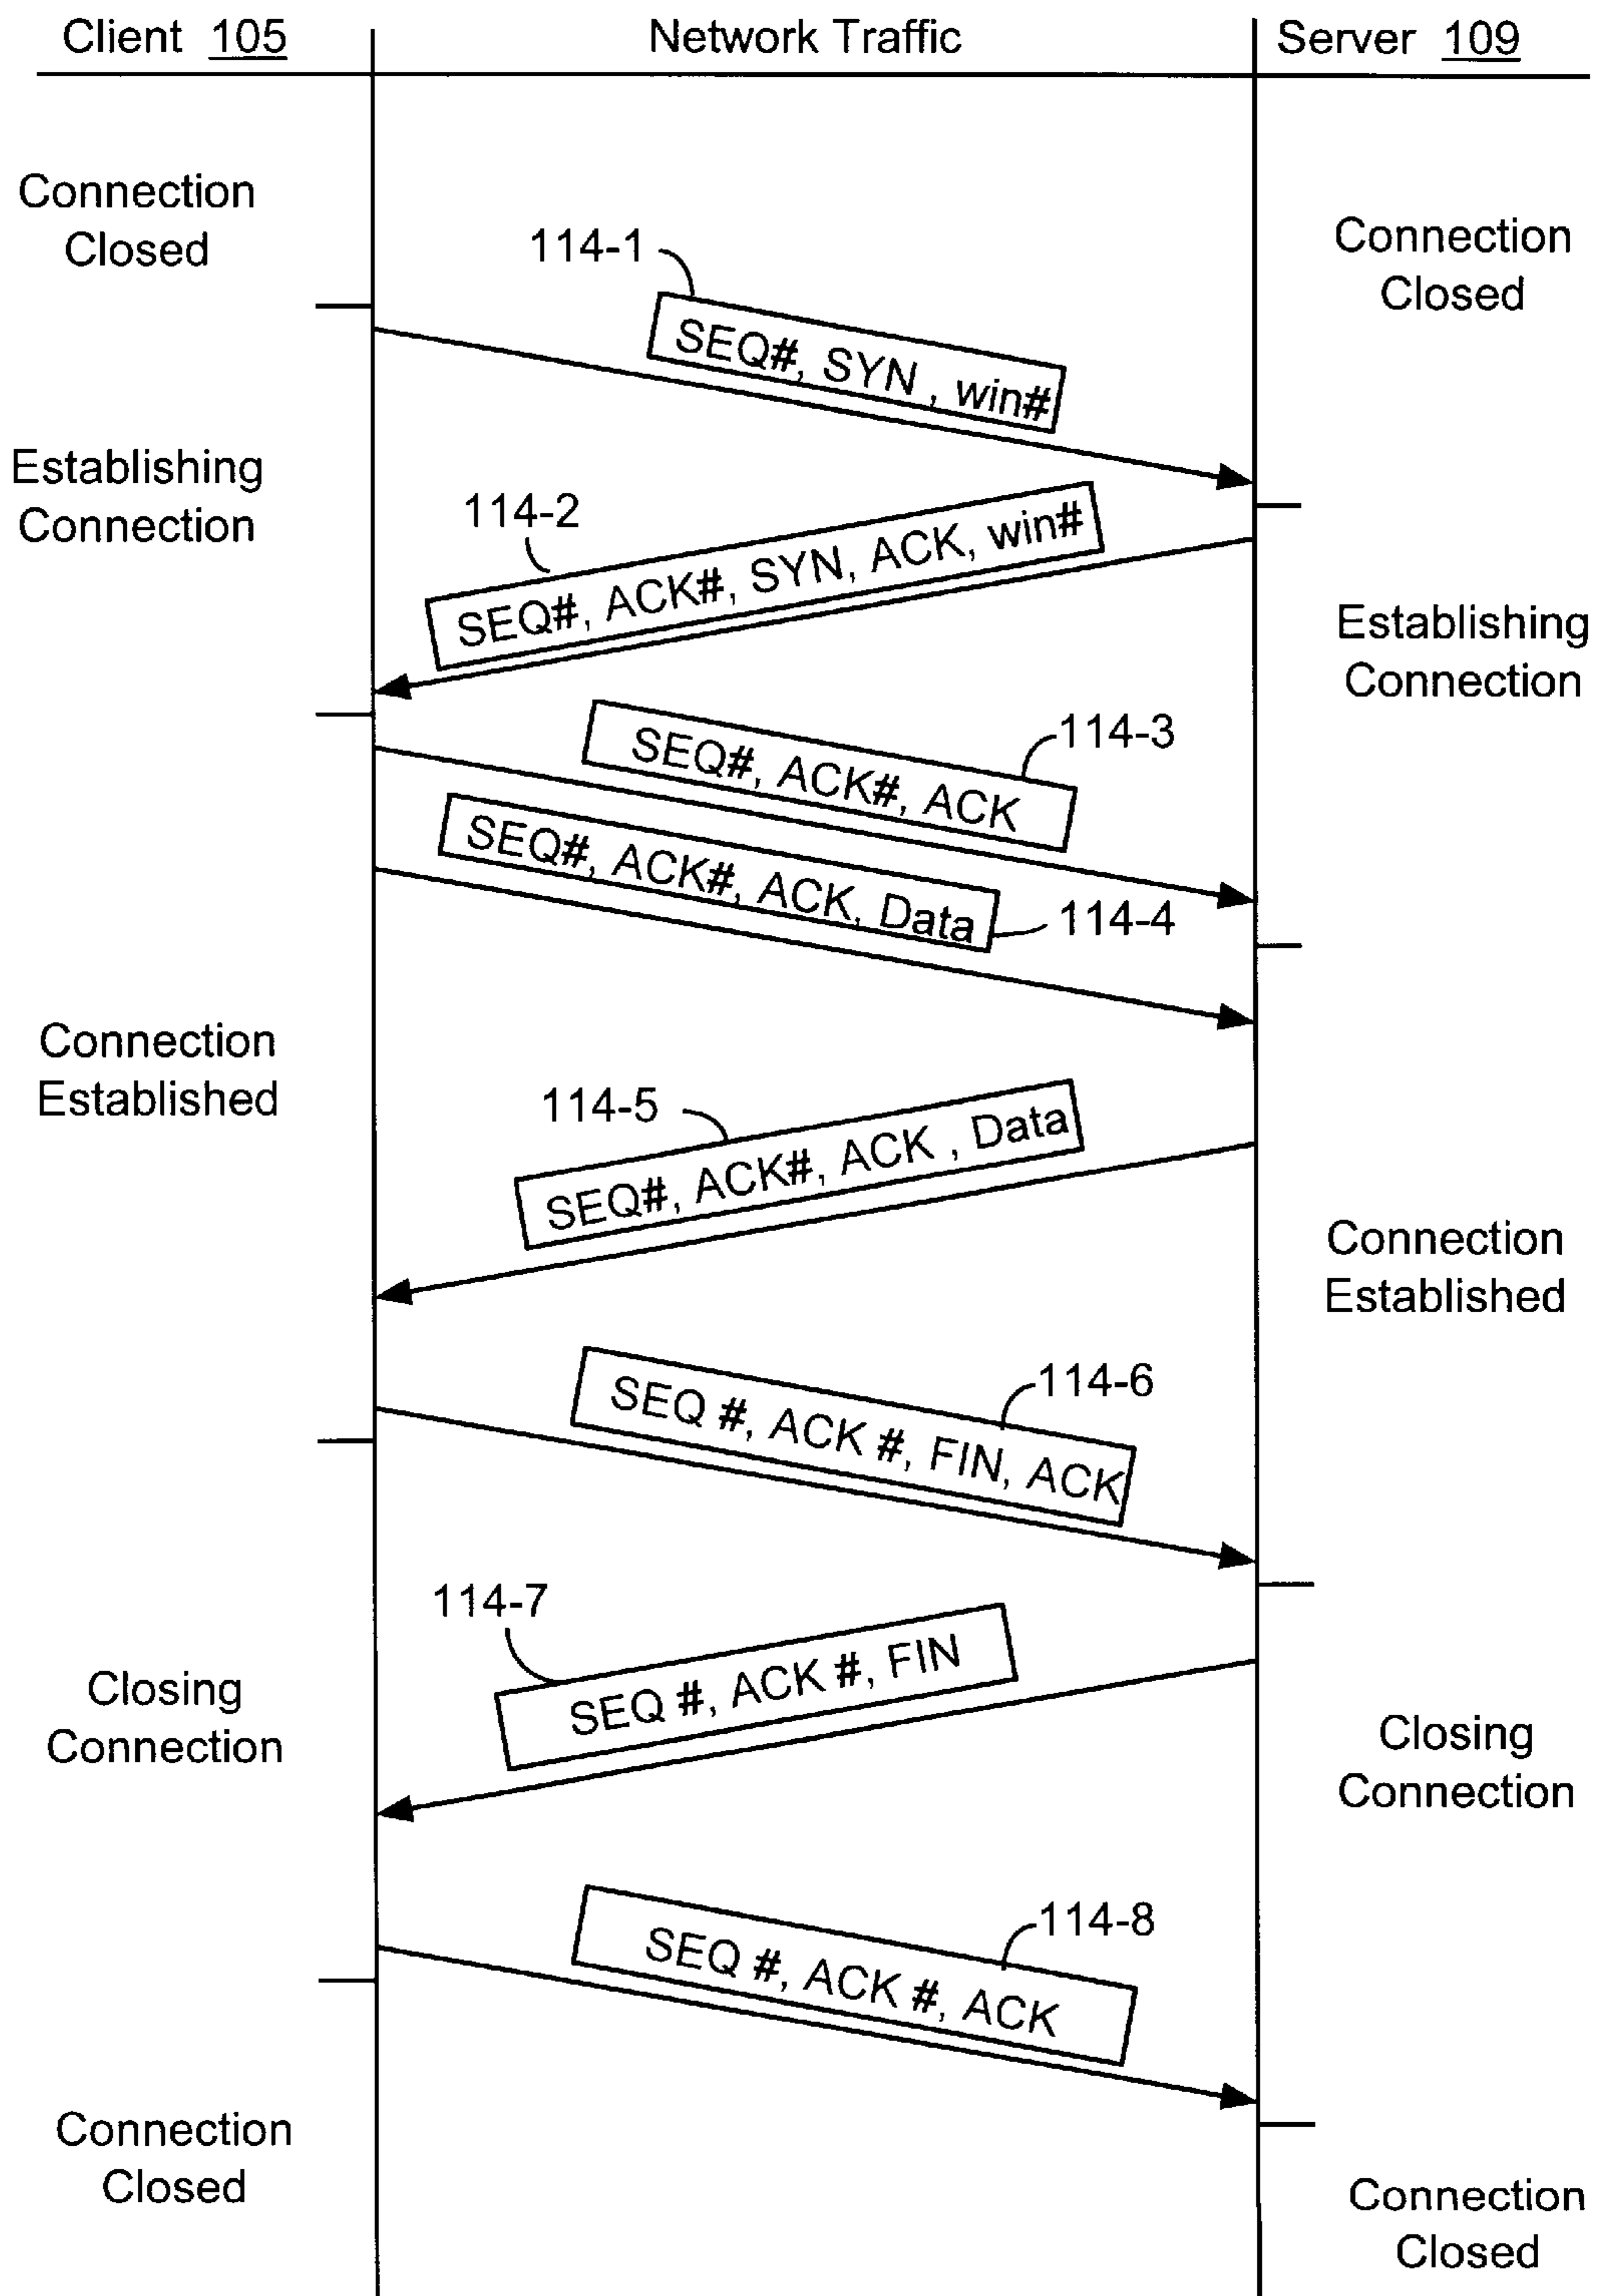 Client 105
Network Traffic
Server 109
Connection
Closed
Connection
Closed
114-1
SEQ#, SYN , win#
Establishing
Connection
114-2
SEQ#, ACK#, SYN, ACK, win#
Establishing
Connection
114-3
SEQ#, ACK#, ACK
SEQ#, ACK#, ACK, Data
114-4
Connection
Established
114-5
SEQ#, ACK#, ACK , Data
Connection
Established
114-6
SEQ #, ACK #, FIN, ACK
114-7
SEQ #, ACK #, FIN
Closing
Connection
Closing
Connection
114-8
SEQ #, ACK #, ACK
Connection
Closed
Connection
Closed